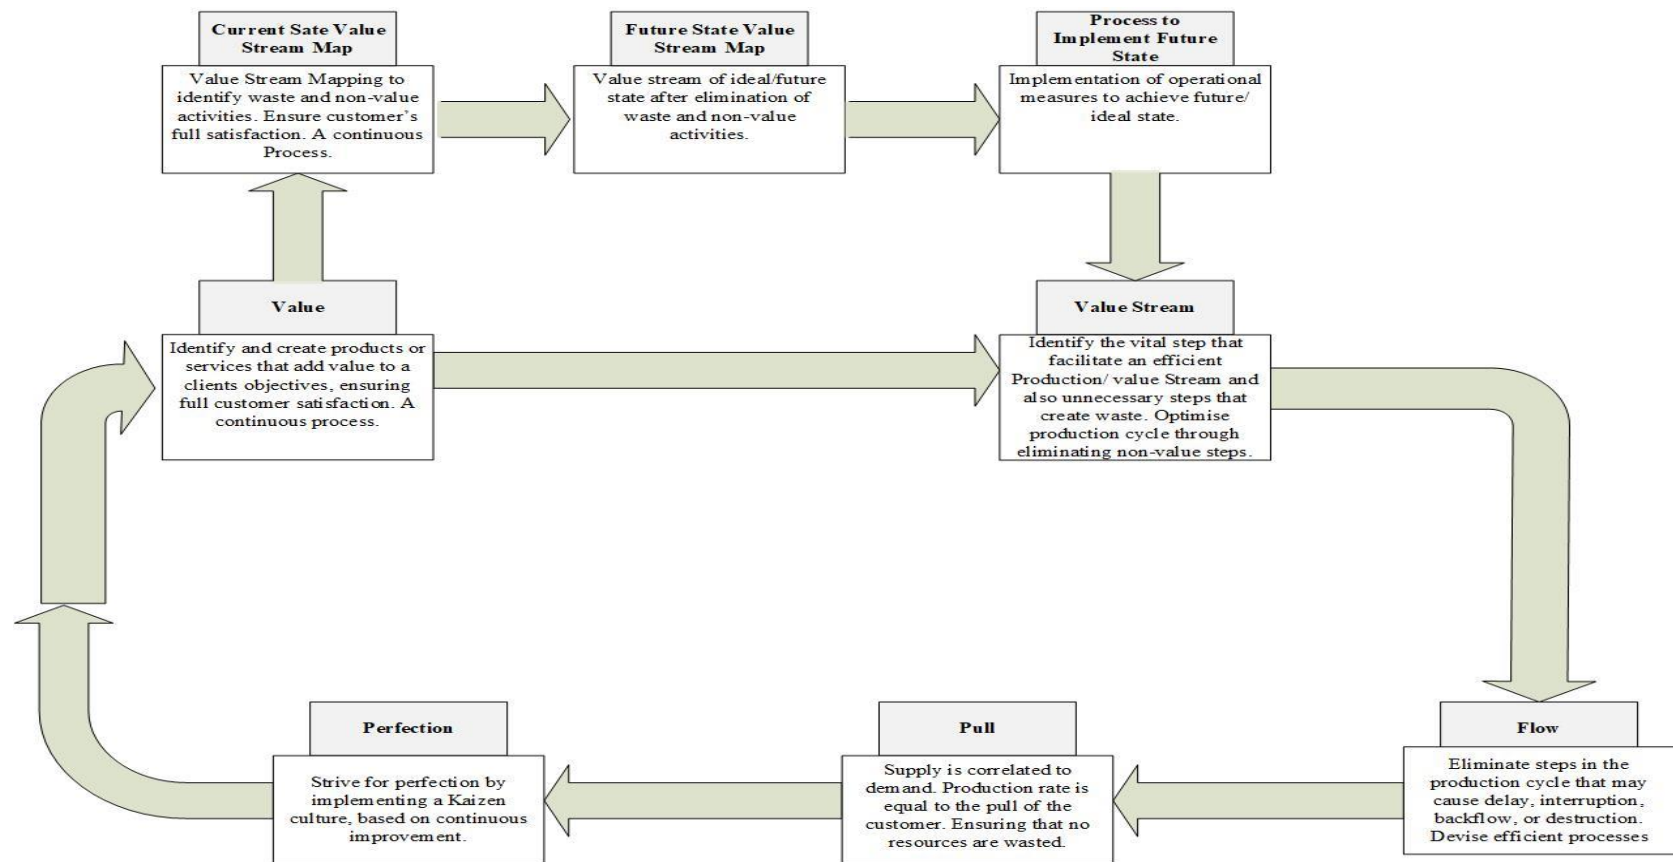 Current Sate Value
Stream Map
Value Stream Mapping to
identify waste and non-value
activities. Ensure customer's
full satisfaction. A continuous
Process.
Future State Value
Stream Map
Value stream of ideal/future
state after elimination of
waste and non-value
activities.
Process to
Implement Future
State
Implementation of operational
measures to achieve future/
ideal state.
Value
Identify and create products or
services that add value to a
clients objectives, ensuring
full customer satisfaction. A
continuous process.
Value Stream
Identify the vital step that
facilitate an efficient
Production/ value Stream and
also unnecessary steps that
create waste. Optimise
production cycle through
eliminating non-value steps.
Flow
Eliminate steps in the
production cycle that may
cause delay, interruption,
backflow, or destruction.
Devise efficient processes
Pull
Supply is correlated to
demand. Production rate is
equal to the pull of the
customer. Ensuring that no
resources are wasted.
Perfection
Strive for perfection by
implementing a Kaizen
culture, based on continuous
improvement.